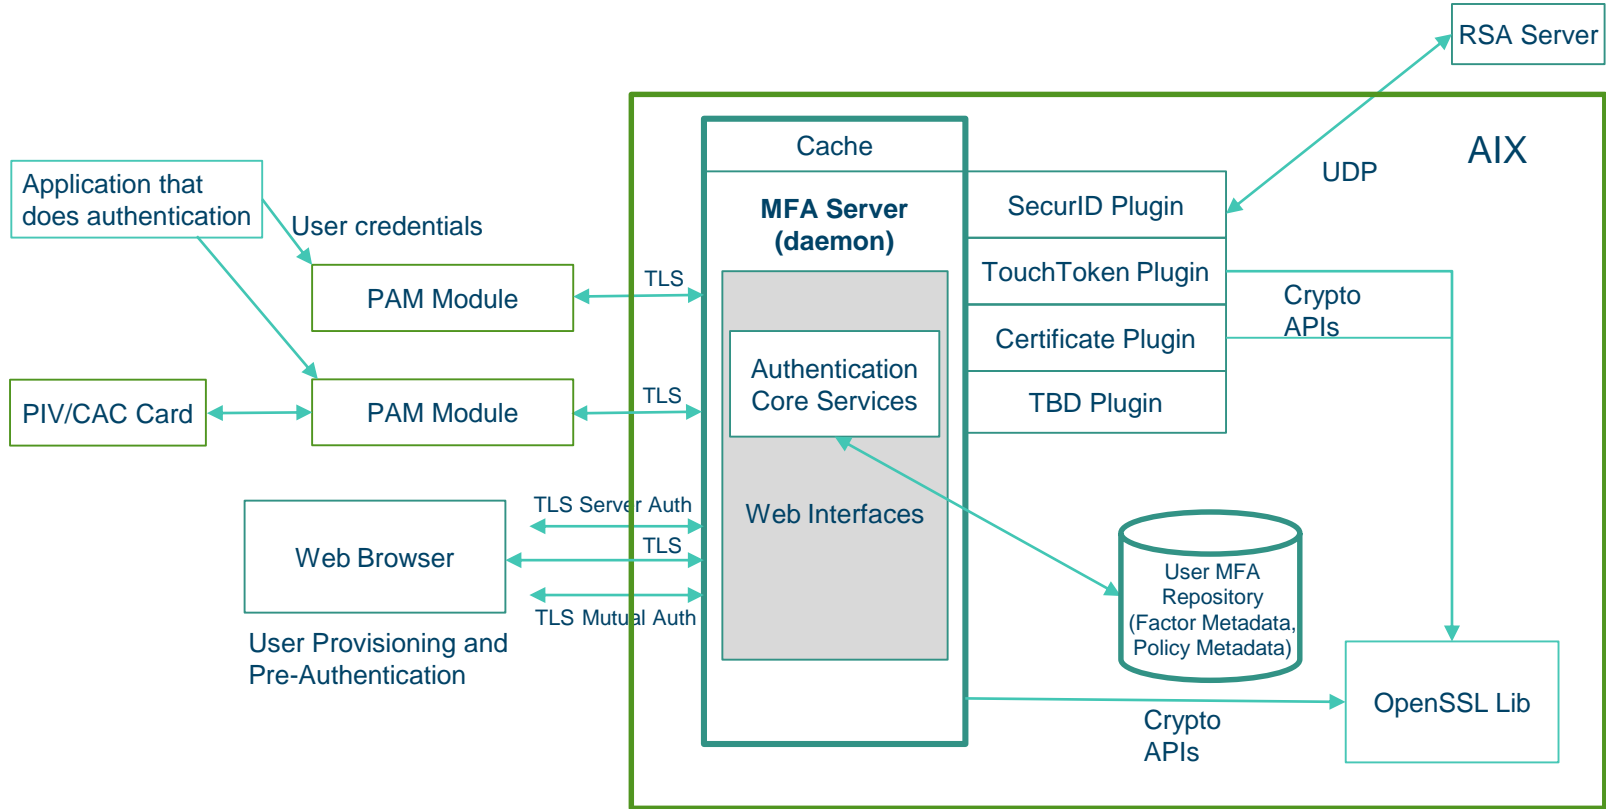 RSA Server
AIX
UDP
Cache
MFA Server
(daemon)
SecurID Plugin
TouchToken Plugin
Certificate Plugin
TBD Plugin
Crypto
APIs
Application that
does authentication
User credentials
PAM Module
TLS
PIV/CAC Card
PAM Module
TLS
Authentication
Core Services
Web Interfaces
TLS Server Auth
Web Browser
TLS
TLS Mutual Auth
User Provisioning and
Pre-Authentication
User MFA
Repository
(Factor Metadata,
Policy Metadata)
OpenSSL Lib
Crypto
APIs